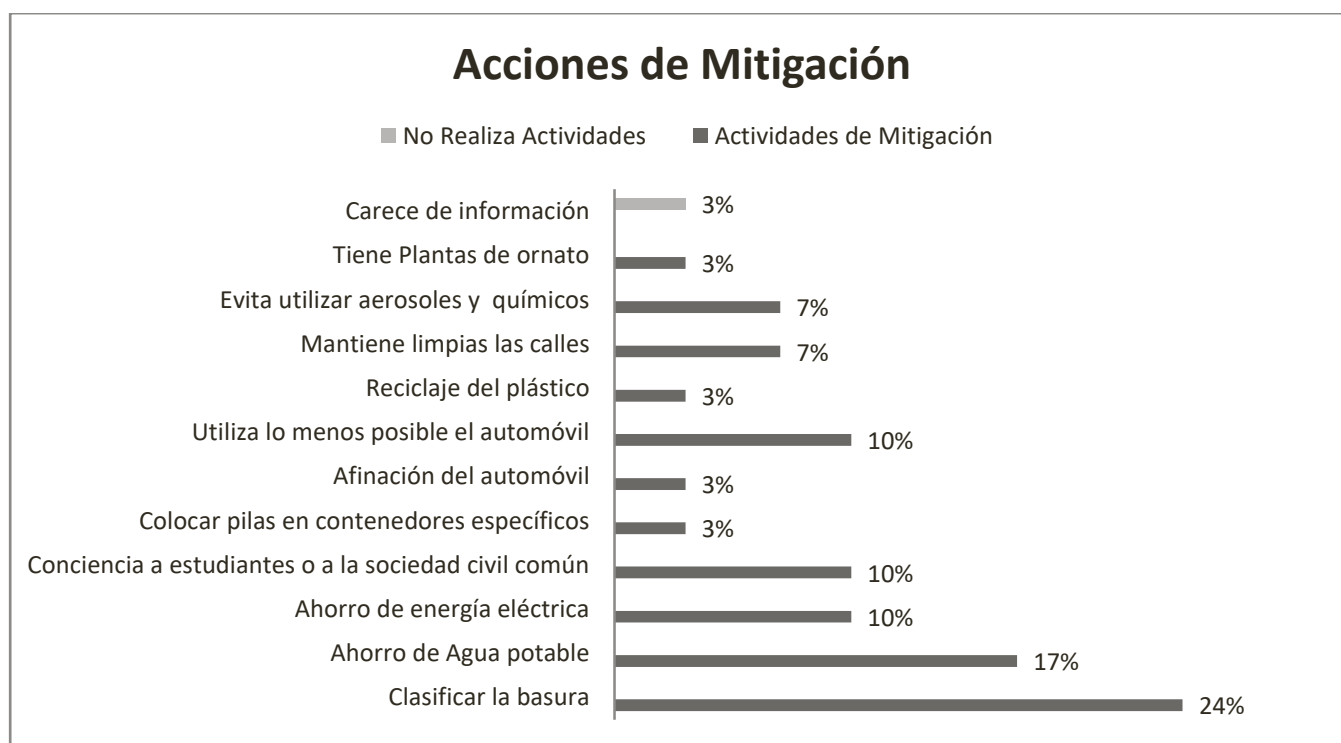 Acciones de Mitigación
No Realiza Actividades Actividades de Mitigación
Carece de información 3%
Tiene Plantas de ornato 3%
Evita utilizar aerosoles y químicos 7%
Mantiene limpias las calles 7%
Reciclaje del plástico 3%
Utiliza lo menos posible el automóvil 10%
Afinación del automóvil 3%
Colocar pilas en contenedores específicos 3%
Conciencia a estudiantes o a la sociedad civil común 10%
Ahorro de energía eléctrica 10%
Ahorro de Agua potable 17%
Clasificar la basura 24%